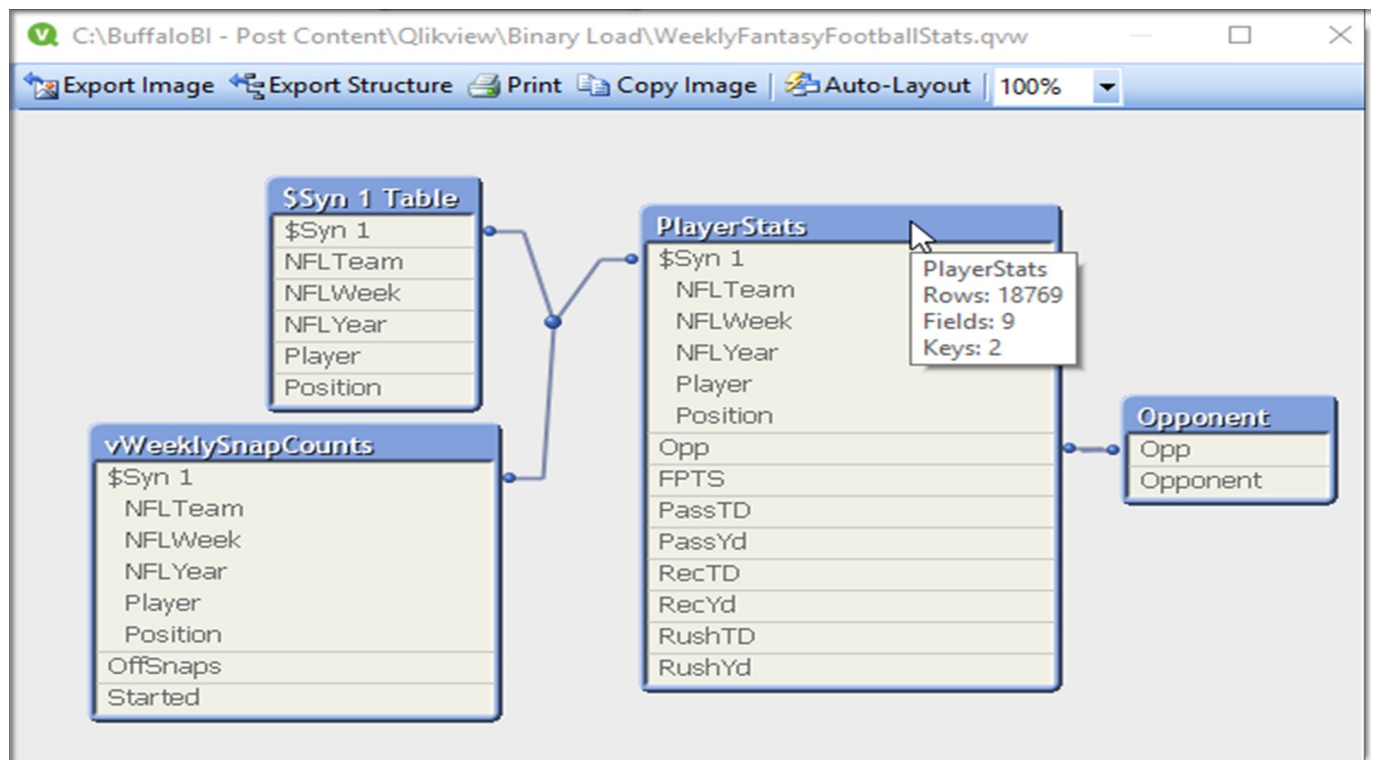 C:\BuffaloBI - Post Content\Qlikview\Binary Load\WeeklyFantasyFootballStats.qvw
Export Image Export Structure Print Copy Image Auto-Layout 100%
$Syn 1 Table
$Syn 1
NFLTeam
NFLWeek
NFLYear
Player
Position
vWeeklySnapCounts
$Syn 1
NFLTeam
NFLWeek
NFLYear
Player
Position
OffSnaps
Started
PlayerStats
$Syn 1
NFLTeam
NFLWeek
NFLYear
Player
Position
Opp
FPTS
PassTD
PassYd
RecTD
RecYd
RushTD
RushYd
PlayerStats
Rows: 18769
Fields: 9
Keys: 2
Opponent
Opp
Opponent